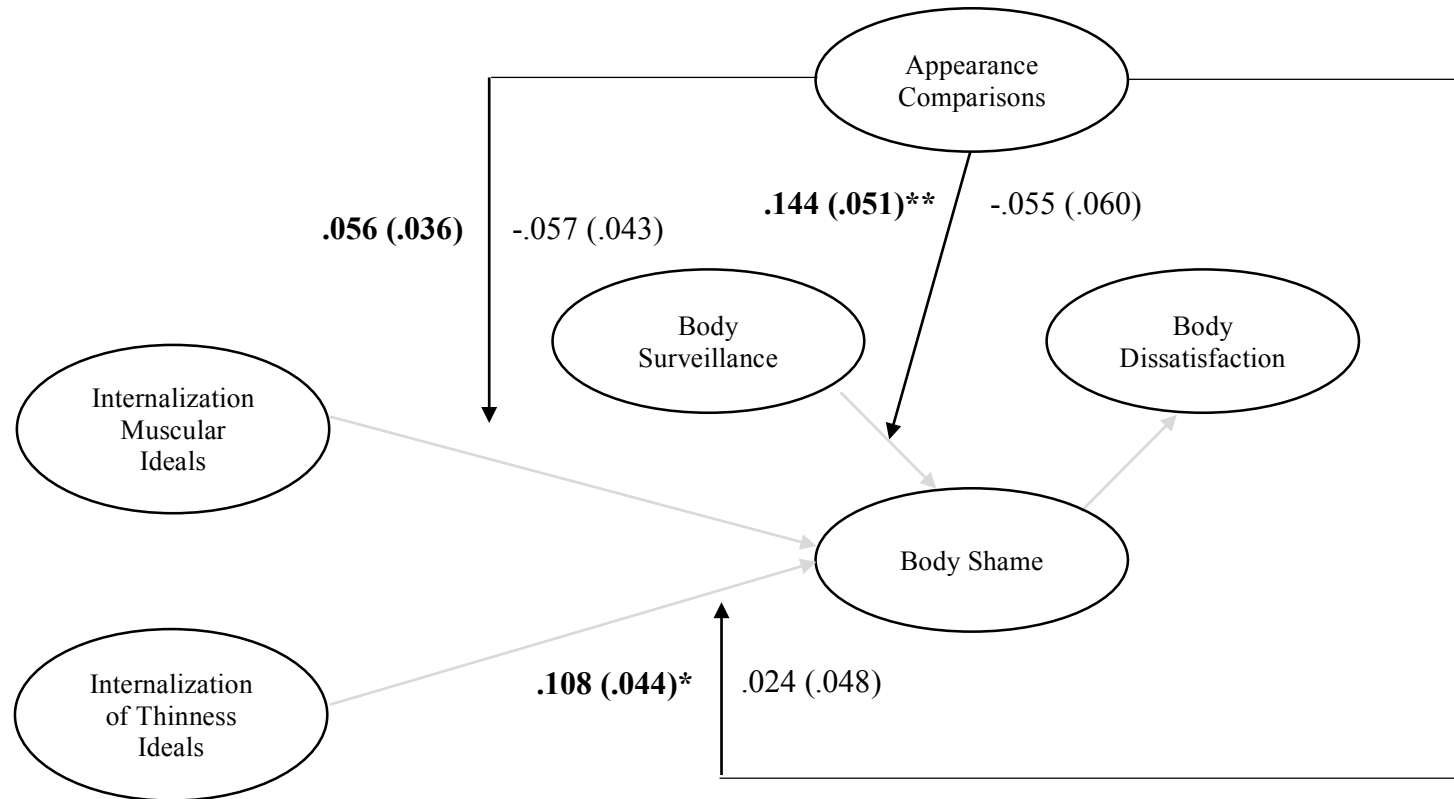 Appearance
Comparisons
.144 (.051)** -.055 (.060)
.056 (.036) -.057 (.043)
Body
Surveillance
Body
Dissatisfaction
Internalization
Muscular
Ideals
Body Shame
.108 (.044)* .024 (.048)
Internalization
of Thinness
Ideals